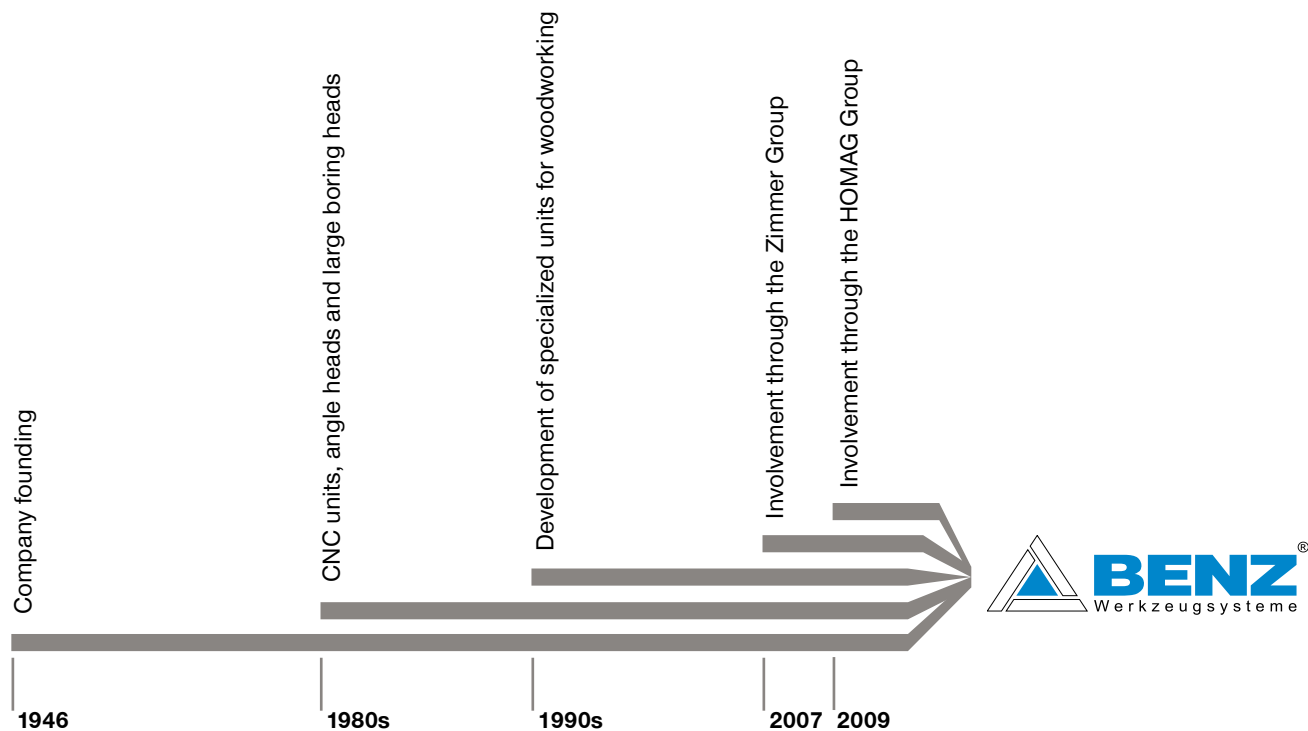 Company founding
CNC units, angle heads and large boring heads
Development of specialized units for woodworking
Involvement through the Zimmer Group
Involvement through the HOMAG Group
BENZ®
Werkzeugsysteme
1946
1980s
1990s
2007
2009